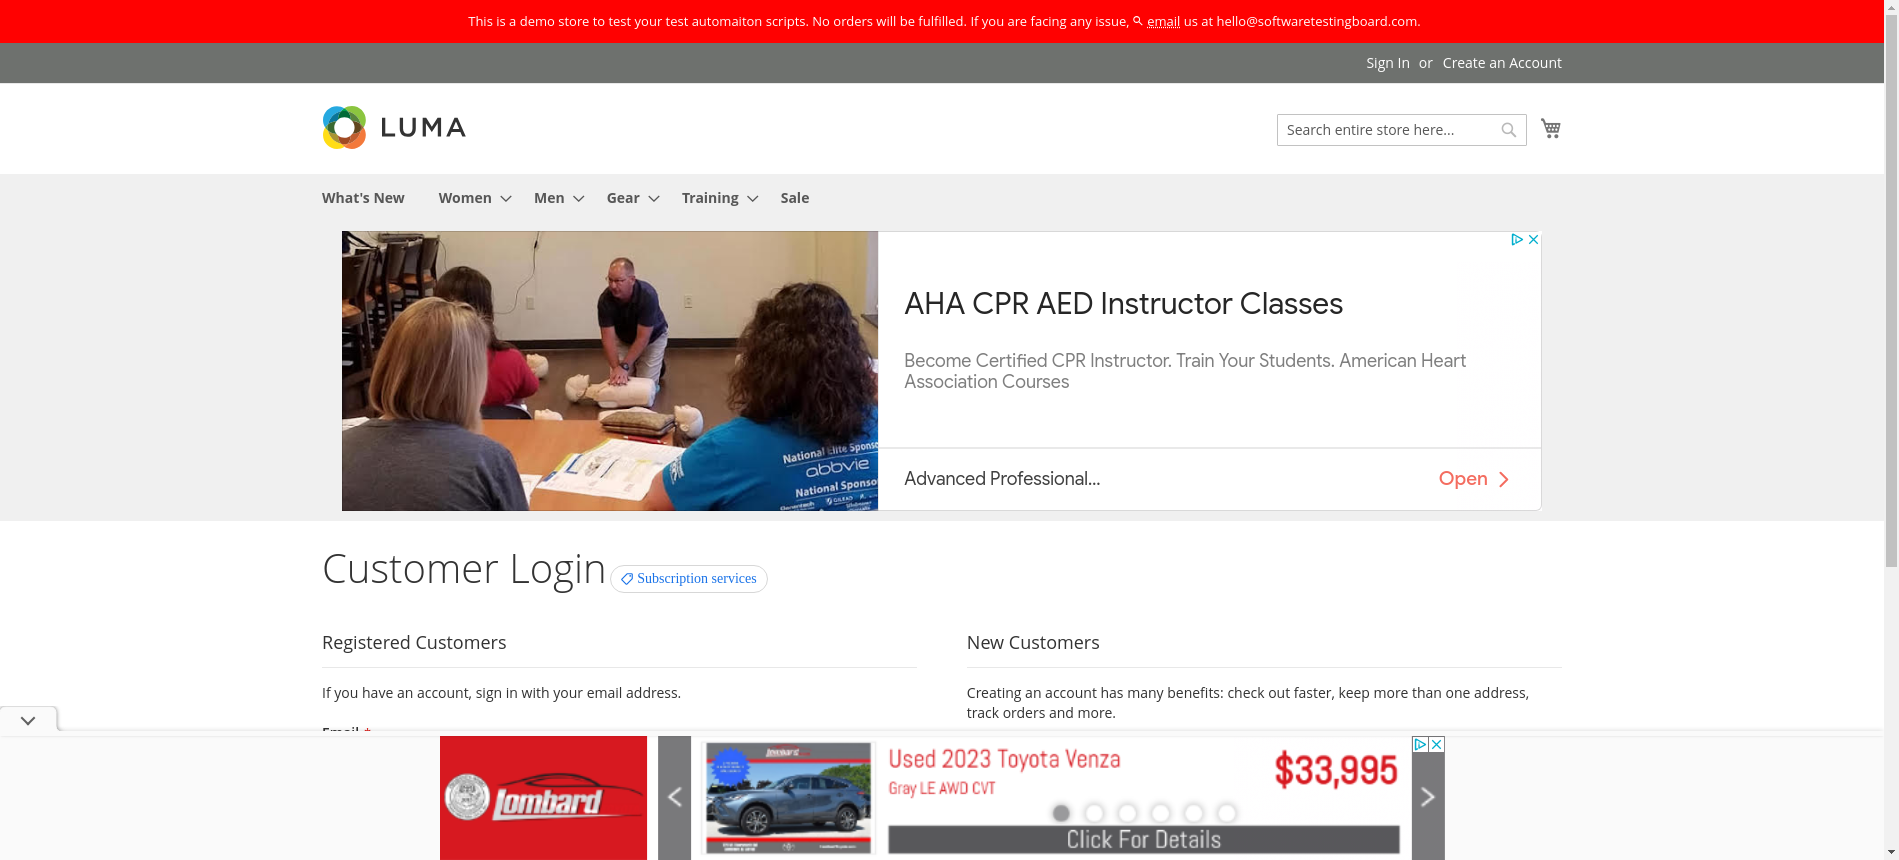 This is a demo store to test your test automaiton scripts. No orders will be fulfilled. If you are facing any issue, email us at hello@softwaretestingboard.com.
Sign In or Create an Account
LUMA
Search entire store here...
What's New Women Men Gear Training Sale
AHA CPR AED Instructor Classes
Become Certified CPR Instructor. Train Your Students. American Heart
Association Courses
National Elite Sponso
abbvie
National Sponso
Advanced Professional...
Open
Customer Login
Subscription services
Registered Customers
If you have an account, sign in with your email address.
Email *
New Customers
Creating an account has many benefits: check out faster, keep more than one address,
track orders and more.
lombard
Used 2023 Toyota Venza
Gray LE AWD CVT
$33,995
Click For Details